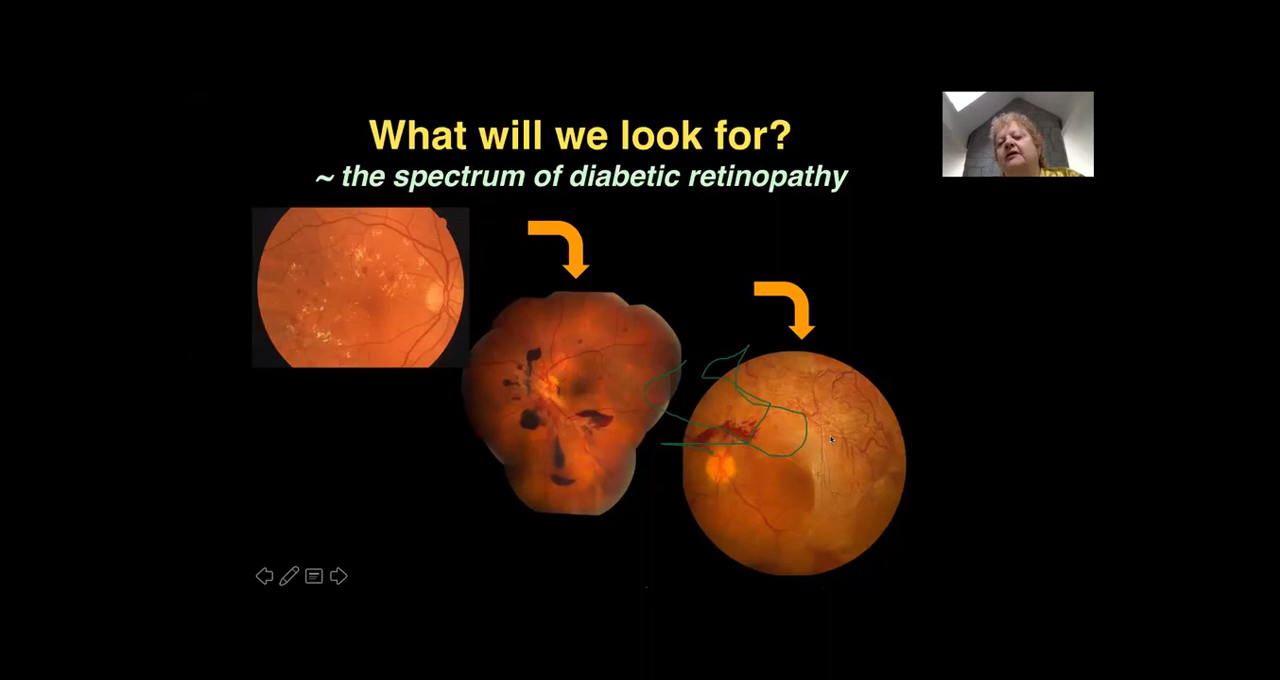 What will we look for?
~ the spectrum of diabetic retinopathy